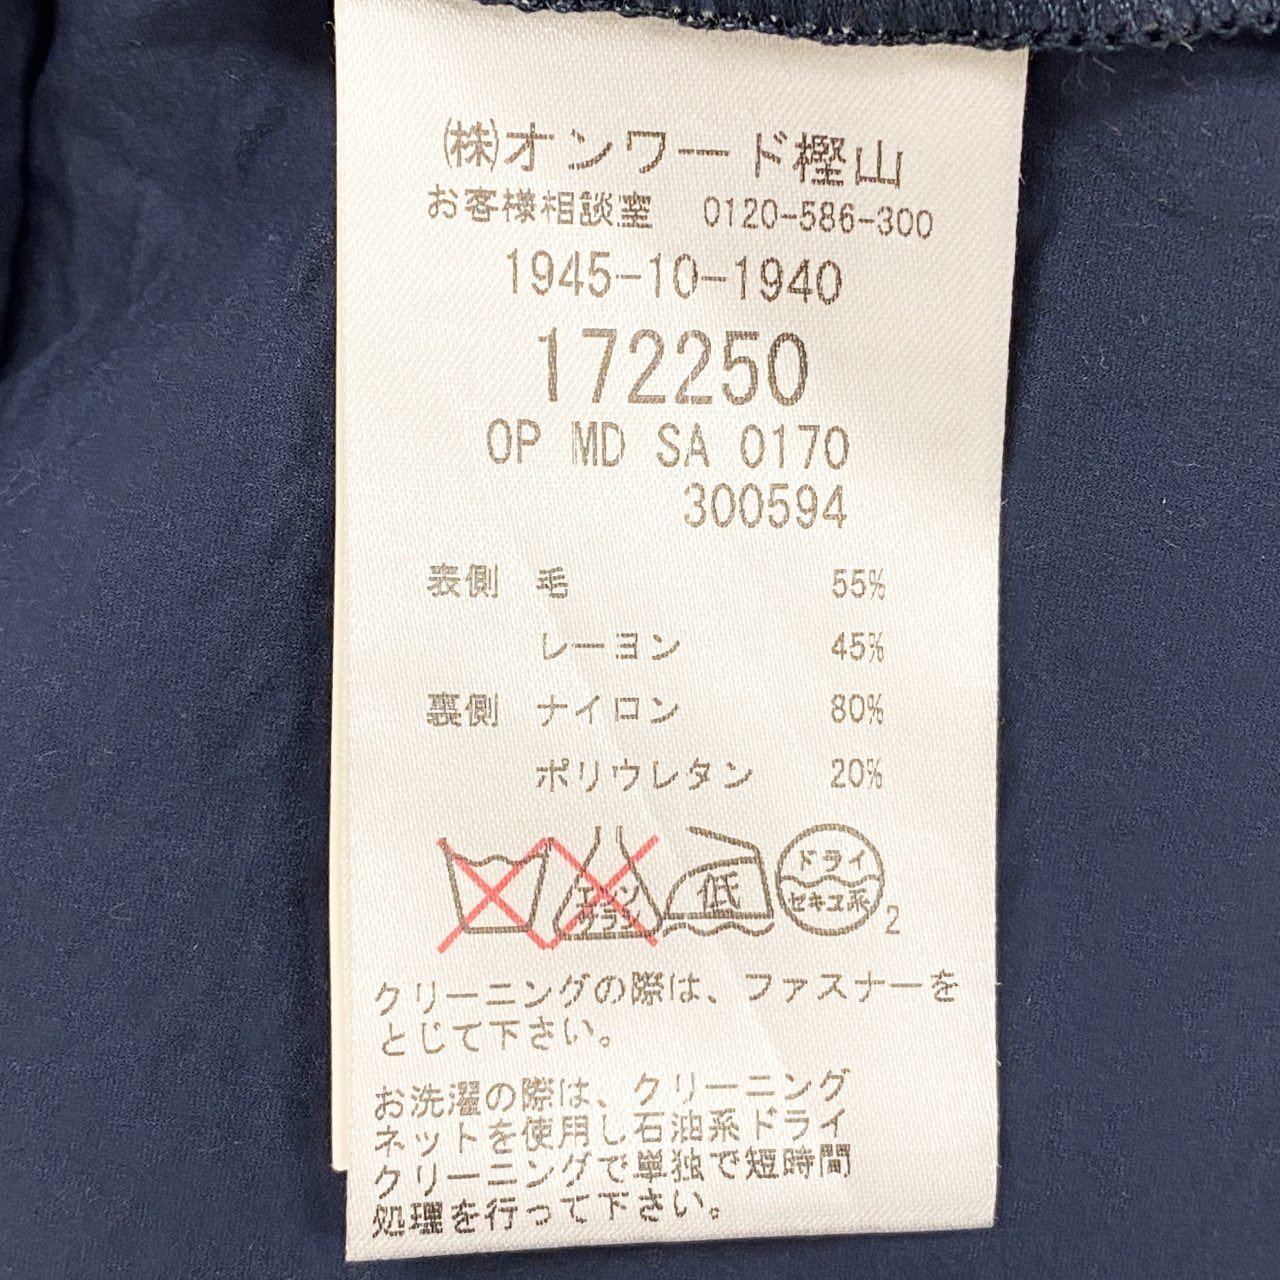 ㈱オンワード樫山
お客様相談室 0120-586-300
1945-10-1940
172250
OP MD SA 0170
300594
表側 毛 55%
レーヨン 45%
裏側 ナイロン 80%
ポリウレタン 20%
エンソサラシ 低 ドライセキユ系 2
クリーニングの際は、ファスナーを
とじて下さい。
お洗濯の際は、クリーニング
ネットを使用し石油系ドライ
クリーニングで単独で短時間
処理を行って下さい。